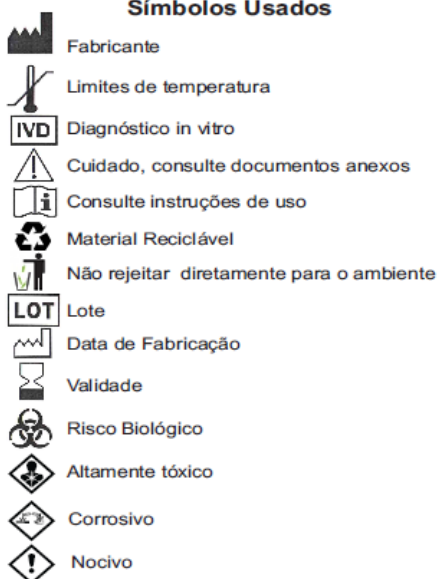 Símbolos Usados
Fabricante
Limites de temperatura
IVD Diagnóstico in vitro
Cuidado, consulte documentos anexos
i Consulte instruções de uso
Material Reciclável
Não rejeitar diretamente para o ambiente
LOT Lote
Data de Fabricação
Validade
Risco Biológico
Altamente tóxico
Corrosivo
Nocivo